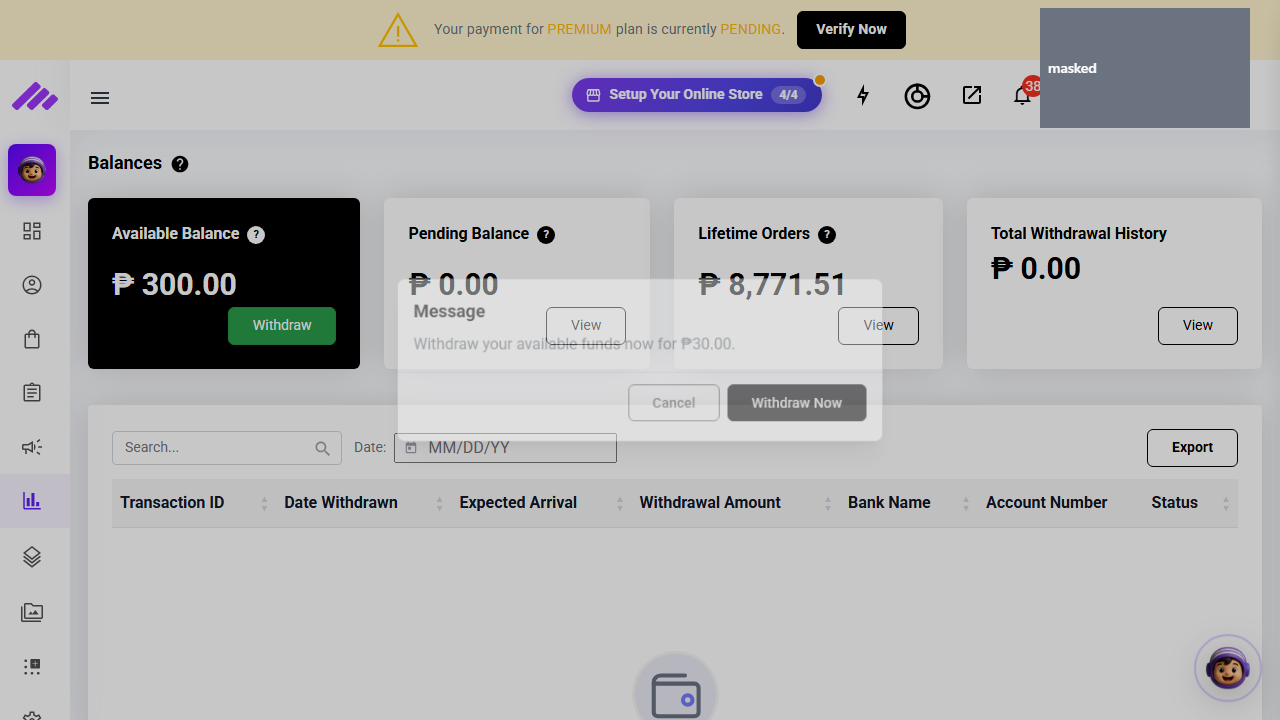 Your payment for PREMIUM plan is currently PENDING.
Verify Now
masked
Setup Your Online Store 4/4
38
Balances ?
Available Balance ?
₱ 300.00
Withdraw
Pending Balance ?
₱ 0.00
View
Lifetime Orders ?
₱ 8,771.51
View
Total Withdrawal History
₱ 0.00
View
Message
Withdraw your available funds now for ₱30.00.
Cancel
Withdraw Now
Search...
Date:
MM/DD/YY
Export
Transaction ID
Date Withdrawn
Expected Arrival
Withdrawal Amount
Bank Name
Account Number
Status